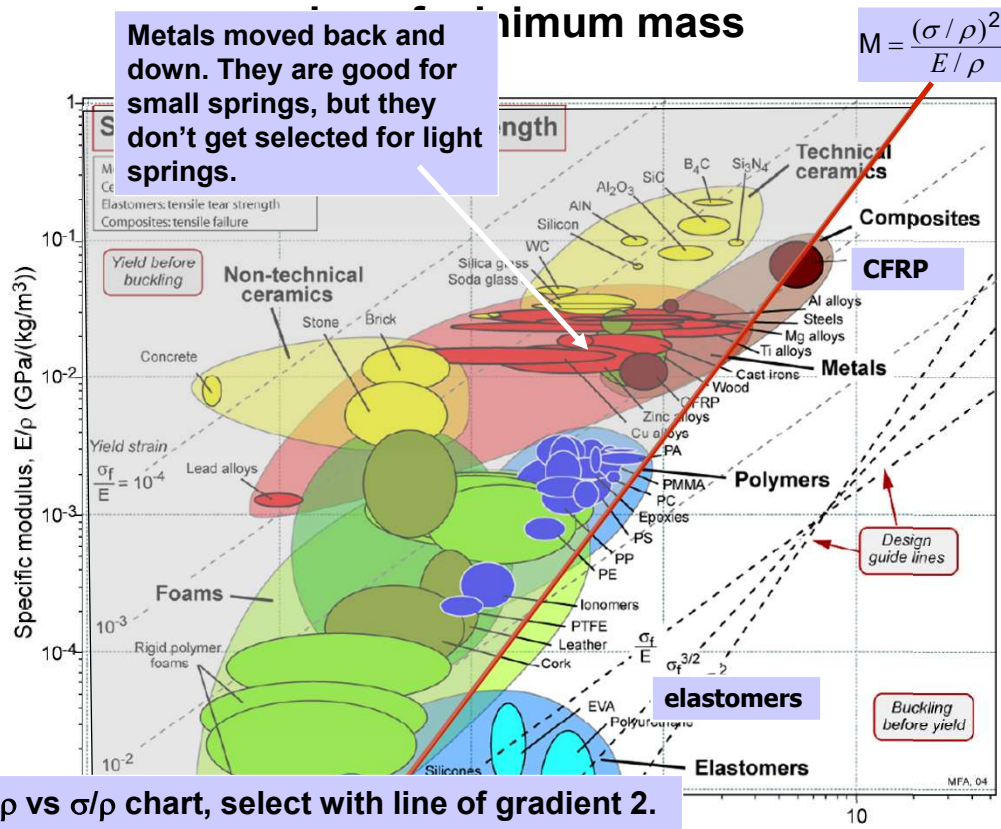 nimum mass
Metals moved back and
down. They are good for
small springs, but they
don't get selected for light
springs.
M = (σ / ρ)²
E / ρ
S
ngth
Elastomers: tensile tear strength
Composites: tensile failure
Yield before
buckling
Non-technical
ceramics
Technical
ceramics
B₄C
Si₃N₄
SiC
Al₂O₃
AlN
Silicon
WC
Silica glass
Soda glass
Composites
CFRP
Stone
Brick
Concrete
Al alloys
Steels
Mg alloys
Ti alloys
Metals
Cast irons
Wood
CFRP
Zinc alloys
Cu alloys
Yield strain
σf
E = 10⁻⁴
Lead alloys
PA
Polymers
PMMA
PC
Epoxies
PS
PP
PE
Design
guide lines
Foams
Ionomers
PTFE
Leather
Cork
10⁻³
Rigid polymer
foams
σf
E
σf^3/2
elastomers
EVA
Polyurethane
Buckling
before yield
10⁻²
Silicones
Elastomers
MFA, 04
Specific modulus, E/ρ (GPa/(kg/m³))
1
10⁻¹
10⁻²
10⁻³
10⁻⁴
10
ρ vs σ/ρ chart, select with line of gradient 2.